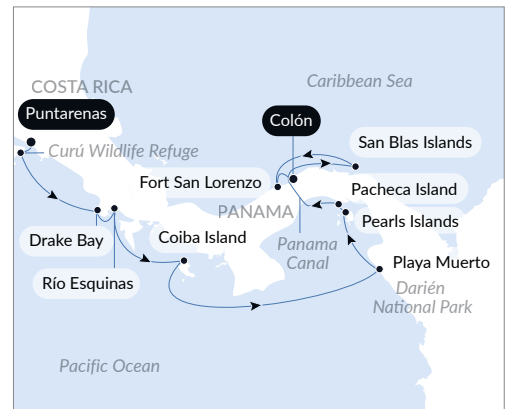 Caribbean Sea
COSTA RICA
Puntarenas
Colón
Curú Wildlife Refuge
San Blas Islands
Fort San Lorenzo
Pacheca Island
PANAMA
Pearls Islands
Drake Bay
Coiba Island
Panama
Canal
Playa Muerto
Río Esquinas
Darién
National Park
Pacific Ocean